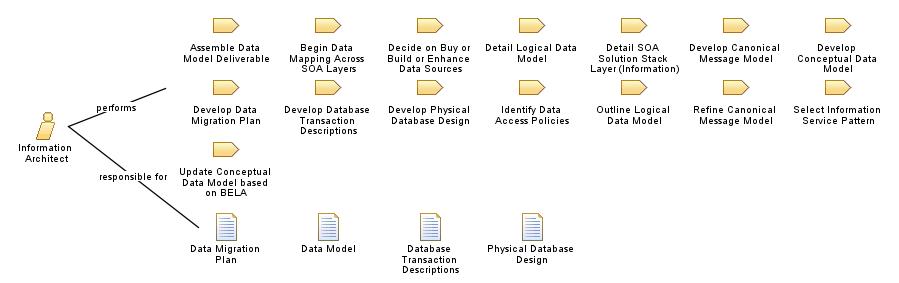 Assemble Data
Model Deliverable
Begin Data
Mapping Across
SOA Layers
Decide on Buy or
Build or Enhance
Data Sources
Detail Logical Data
Model
Detail SOA
Solution Stack
Layer (Information)
Develop Canonical
Message Model
Develop
Conceptual Data
Model
performs
Develop Data
Migration Plan
Develop Database
Transaction
Descriptions
Develop Physical
Database Design
Identify Data
Access Policies
Outline Logical
Data Model
Refine Canonical
Message Model
Select Information
Service Pattern
Information
Architect
responsible for
Update Conceptual
Data Model based
on BELA
Data Migration
Plan
Data Model
Database
Transaction
Descriptions
Physical Database
Design